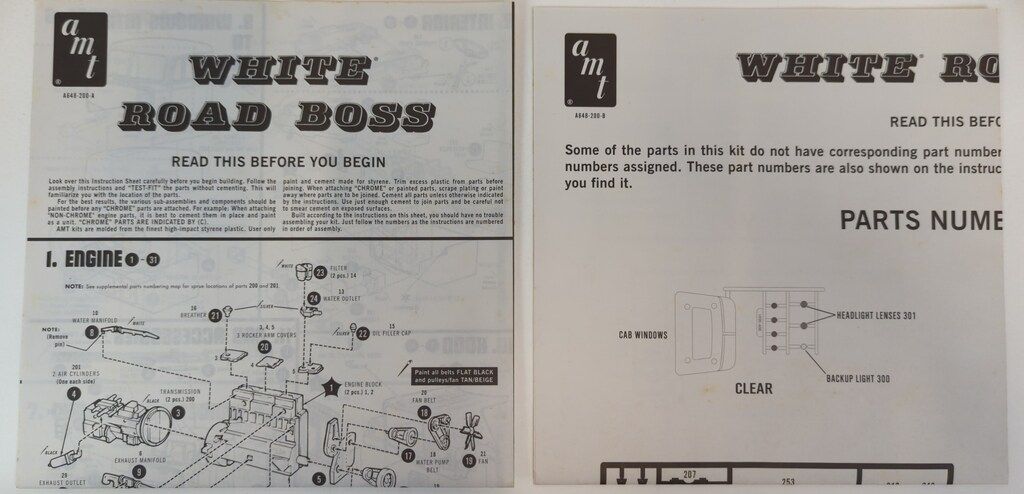 amt
®
A648-200-A
WHITE®
ROAD BOSS
READ THIS BEFORE YOU BEGIN
Look over this Instruction Sheet carefully before you begin building. Follow the
assembly instructions and "TEST-FIT" the parts without cementing. This will
familiarize you with the location of the parts.
For the best results, the various sub-assemblies and components should be
painted before any "CHROME" parts are attached. For example: When attaching
"NON-CHROME" engine parts, it is best to cement them in place and paint
as a unit. "CHROME" PARTS ARE INDICATED BY (C).
AMT kits are molded from the finest high-impact styrene plastic. Use only
paint and cement made for styrene. Trim excess plastic from parts before
joining. When attaching "CHROME" or painted parts, scrape plating or paint
away where parts are to be joined. Cement all parts unless otherwise indicated
by the instructions. Use just enough cement to join parts and be careful not
to smear cement on exposed surfaces.
Built according to the instructions on this sheet, you should have no trouble
assembling your kit. Just follow the numbers as the instructions are numbered
in order of assembly.
1. ENGINE 1 - 31
NOTE: See supplemental parts numbering map for sprue locations of parts 200 and 201.
WHITE
23
FILTER
(2 pcs.) 14
13
24 WATER OUTLET
16
BREATHER 21
SILVER
SILVER
22
15
OIL FILLER CAP
10
WATER MANIFOLD
WHITE
NOTE:
(Remove
pin)
8
3, 4, 5
3 ROCKER ARM COVERS
20
3
4
5
Paint all belts FLAT BLACK
and pulleys/fan TAN/BEIGE
201
2 AIR CYLINDERS
(One each side)
4
TRANSMISSION
(2 pcs.) 200
BLACK
3
1
ENGINE BLOCK
(2 pcs.) 1, 2
20
FAN BELT
18
17
18
WATER PUMP
BELT
19
21
FAN
BLACK
6
EXHAUST MANIFOLD
9
29
EXHAUST OUTLET
5
amt
®
A648-200-B
WHITE® RO
READ THIS BEFO
Some of the parts in this kit do not have corresponding part number
numbers assigned. These part numbers are also shown on the instruc
you find it.
PARTS NUME
CAB WINDOWS
HEADLIGHT LENSES 301
BACKUP LIGHT 300
CLEAR
207
253